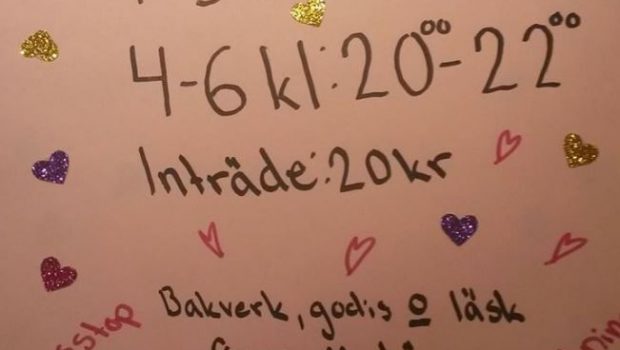 4-6 kl: 20⁰⁰-22⁰⁰
Inträde: 20kr
Bakverk, godis o läsk